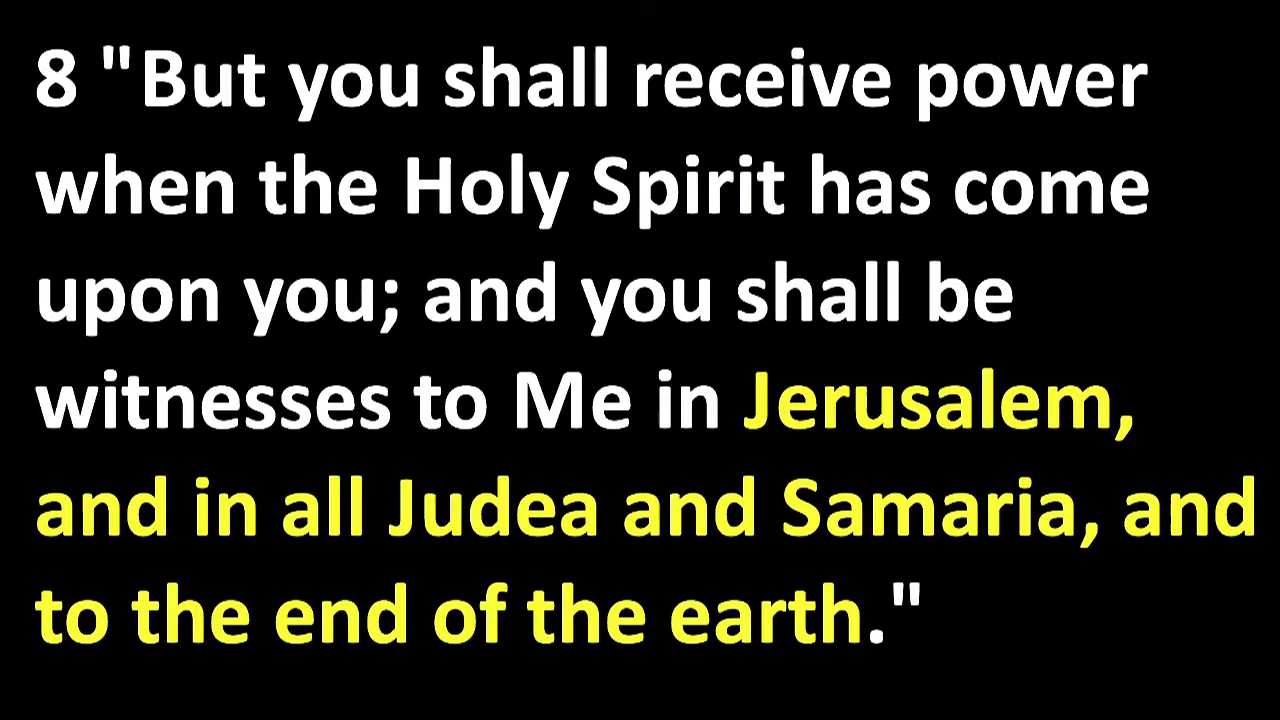 8 "But you shall receive power
when the Holy Spirit has come
upon you; and you shall be
witnesses to Me in Jerusalem,
and in all Judea and Samaria, and
to the end of the earth."